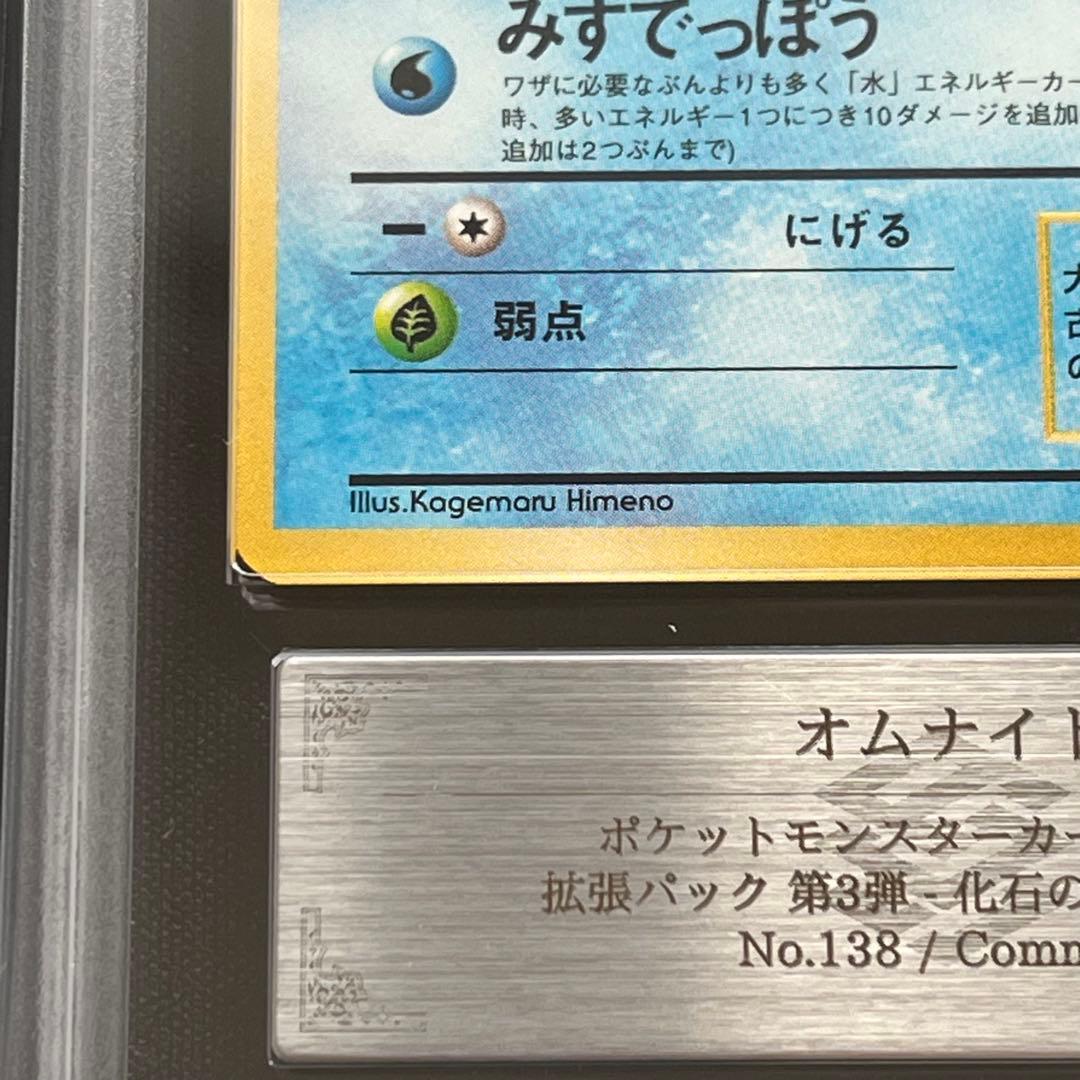 みずでっぽう
ワザに必要なぶんよりも多く「水」エネルギーカー
時、多いエネルギー1つにつき10ダメージを追加
追加は2つぶんまで)
にげる
弱点
古
の
Illus.Kagemaru Himeno
オムナイト
ポケットモンスターカー
拡張パック 第3弾 - 化石の
No.138 / Comm